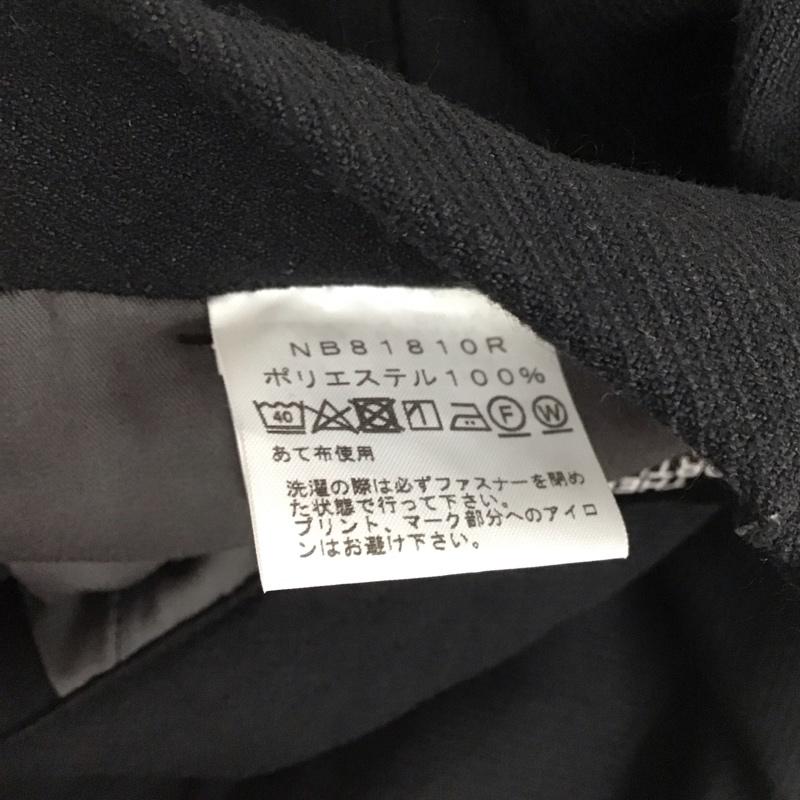 NB81810R
ポリエステル100%
40 F W
あて布使用
洗濯の際は必ずファスナーを閉め
た状態で行って下さい。
プリント、マーク部分へのアイロ
ンはお避け下さい。